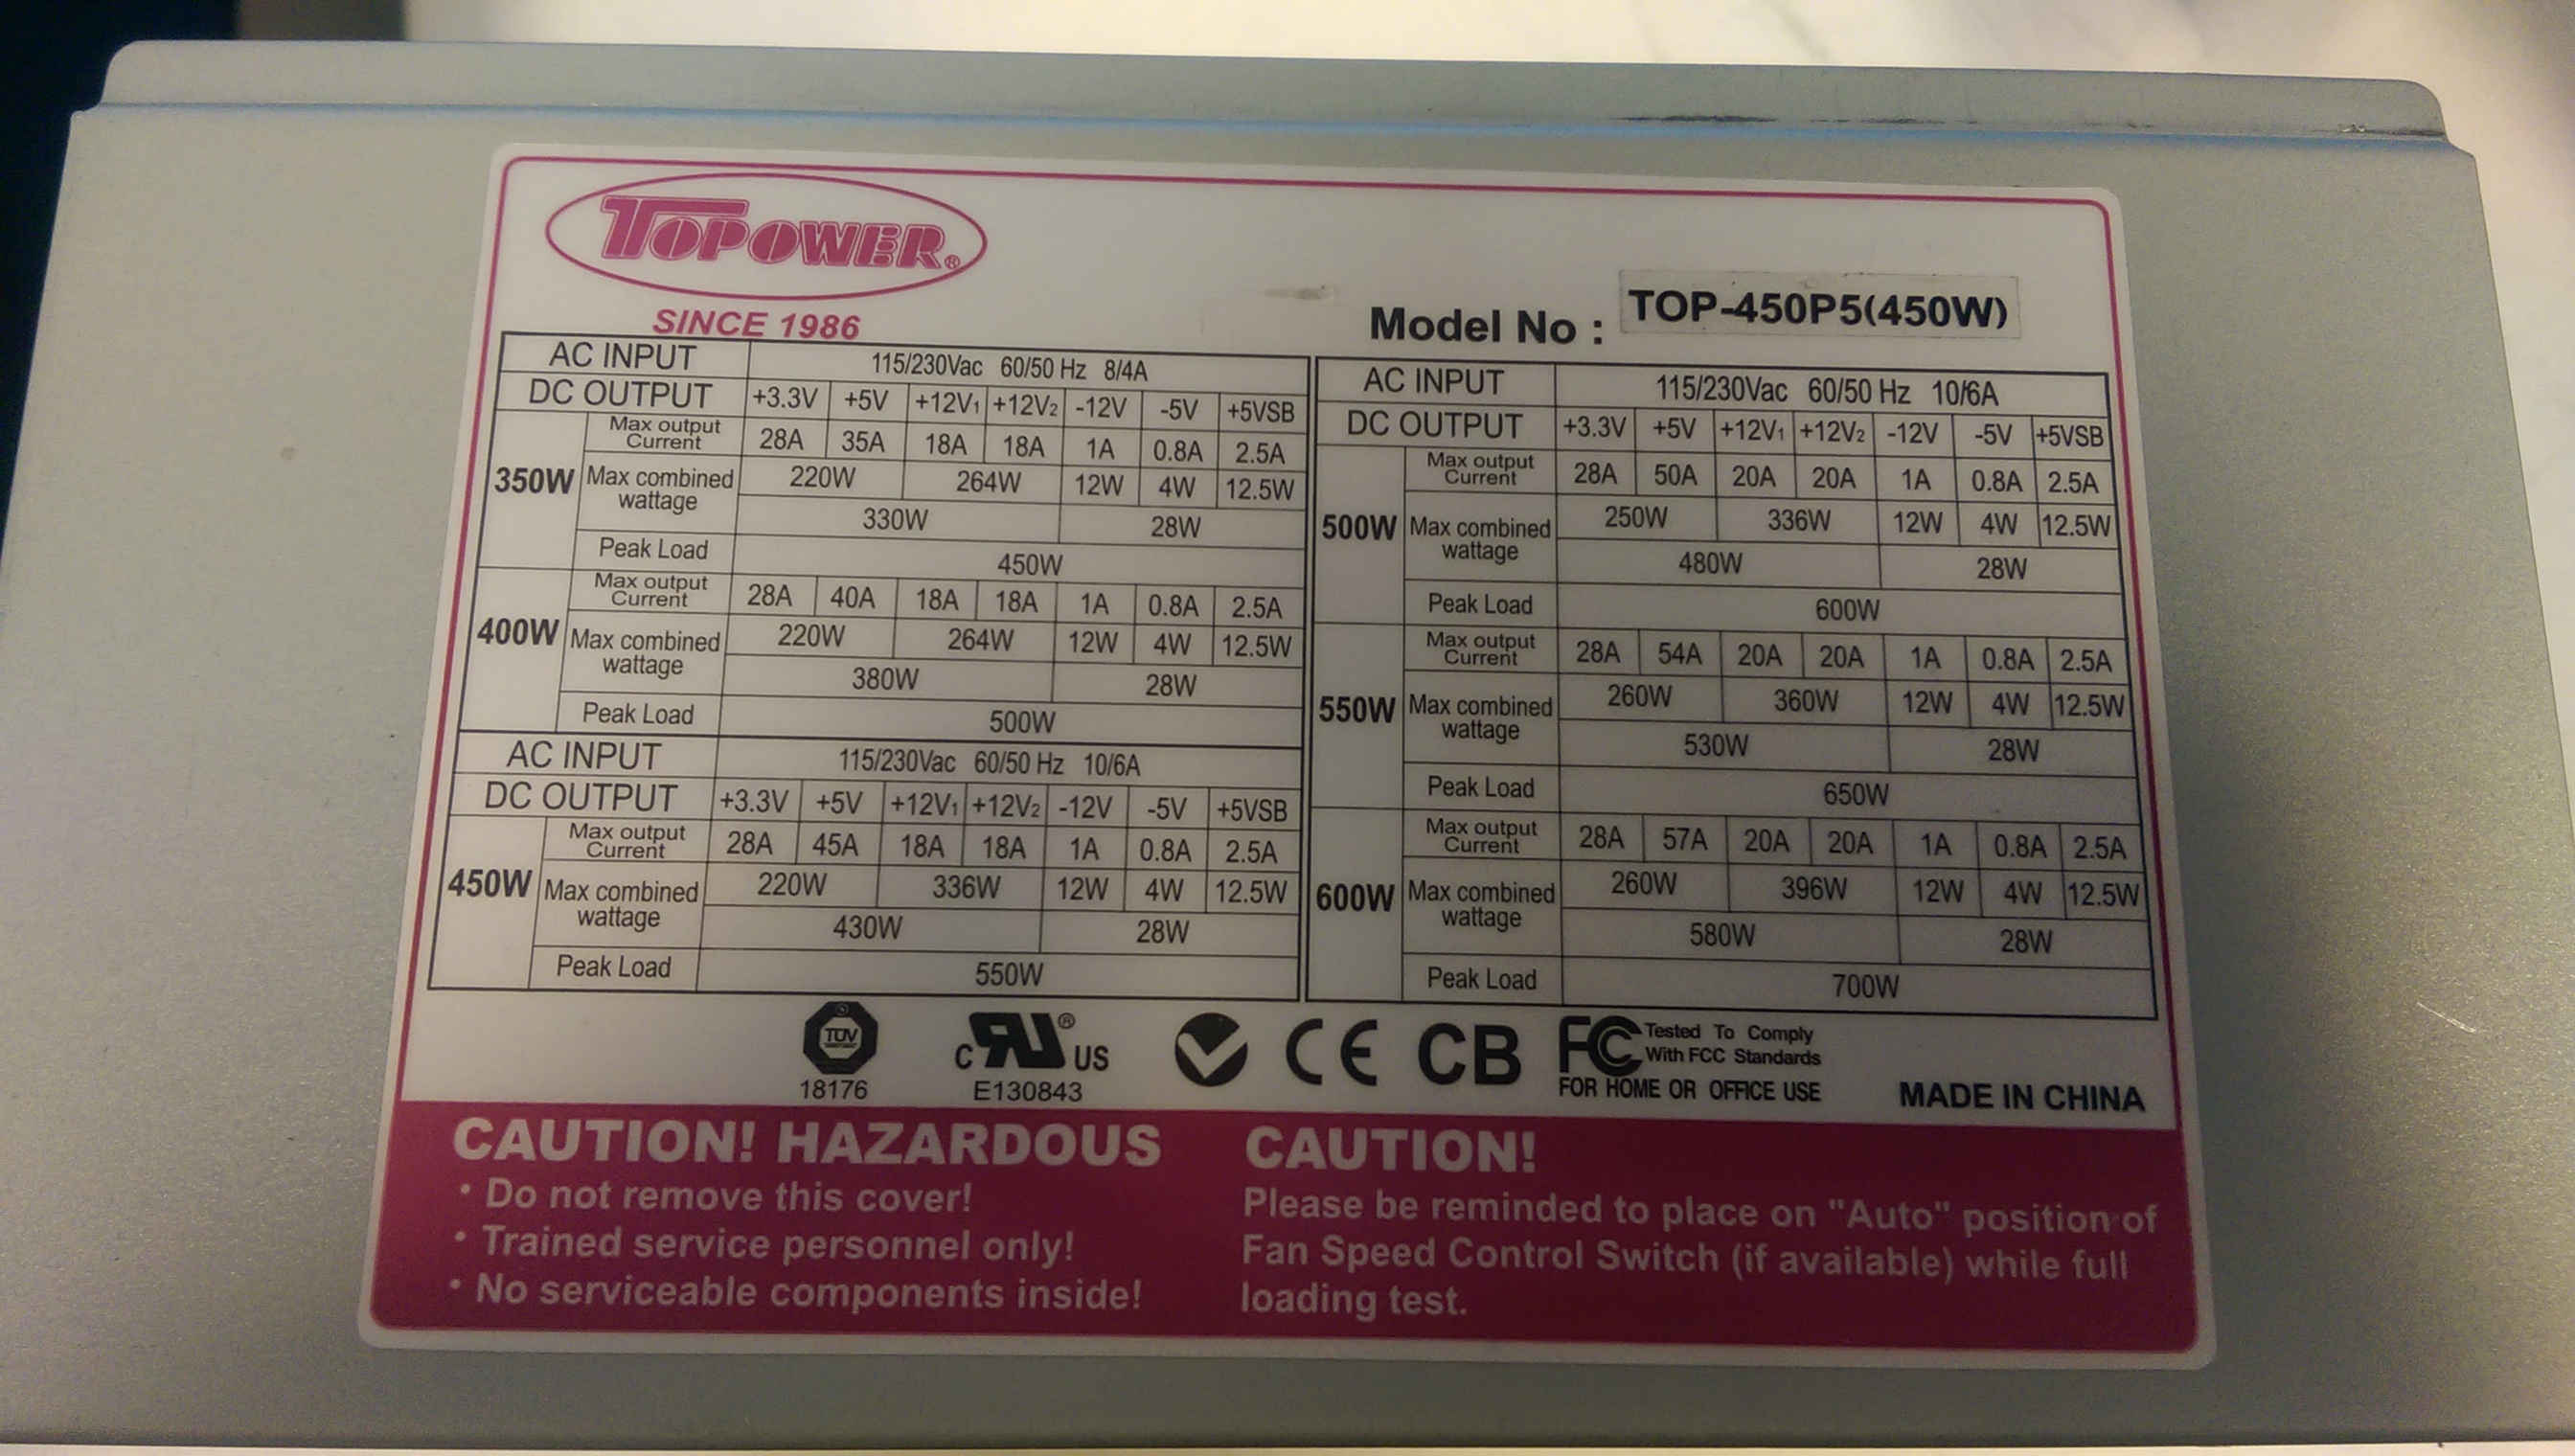 TOPOWER®
SINCE 1986
Model No : TOP-450P5(450W)
AC INPUT 115/230Vac 60/50 Hz 8/4A
DC OUTPUT +3.3V +5V +12V1 +12V2 -12V -5V +5VSB
350W
Max output Current 28A 35A 18A 18A 1A 0.8A 2.5A
Max combined wattage 220W 264W 12W 4W 12.5W
330W 28W
Peak Load 450W
400W
Max output Current 28A 40A 18A 18A 1A 0.8A 2.5A
Max combined wattage 220W 264W 12W 4W 12.5W
380W 28W
Peak Load 500W
AC INPUT 115/230Vac 60/50 Hz 10/6A
DC OUTPUT +3.3V +5V +12V1 +12V2 -12V -5V +5VSB
450W
Max output Current 28A 45A 18A 18A 1A 0.8A 2.5A
Max combined wattage 220W 336W 12W 4W 12.5W
430W 28W
Peak Load 550W
AC INPUT 115/230Vac 60/50 Hz 10/6A
DC OUTPUT +3.3V +5V +12V1 +12V2 -12V -5V +5VSB
500W
Max output Current 28A 50A 20A 20A 1A 0.8A 2.5A
Max combined wattage 250W 336W 12W 4W 12.5W
480W 28W
Peak Load 600W
550W
Max output Current 28A 54A 20A 20A 1A 0.8A 2.5A
Max combined wattage 260W 360W 12W 4W 12.5W
530W 28W
Peak Load 650W
600W
Max output Current 28A 57A 20A 20A 1A 0.8A 2.5A
Max combined wattage 260W 396W 12W 4W 12.5W
580W 28W
Peak Load 700W
TUV
18176
C RU ® US
E130843
CE
CB
FC Tested To Comply
With FCC Standards
FOR HOME OR OFFICE USE
MADE IN CHINA
CAUTION! HAZARDOUS
• Do not remove this cover!
• Trained service personnel only!
• No serviceable components inside!
CAUTION!
Please be reminded to place on "Auto" position of
Fan Speed Control Switch (if available) while full
loading test.